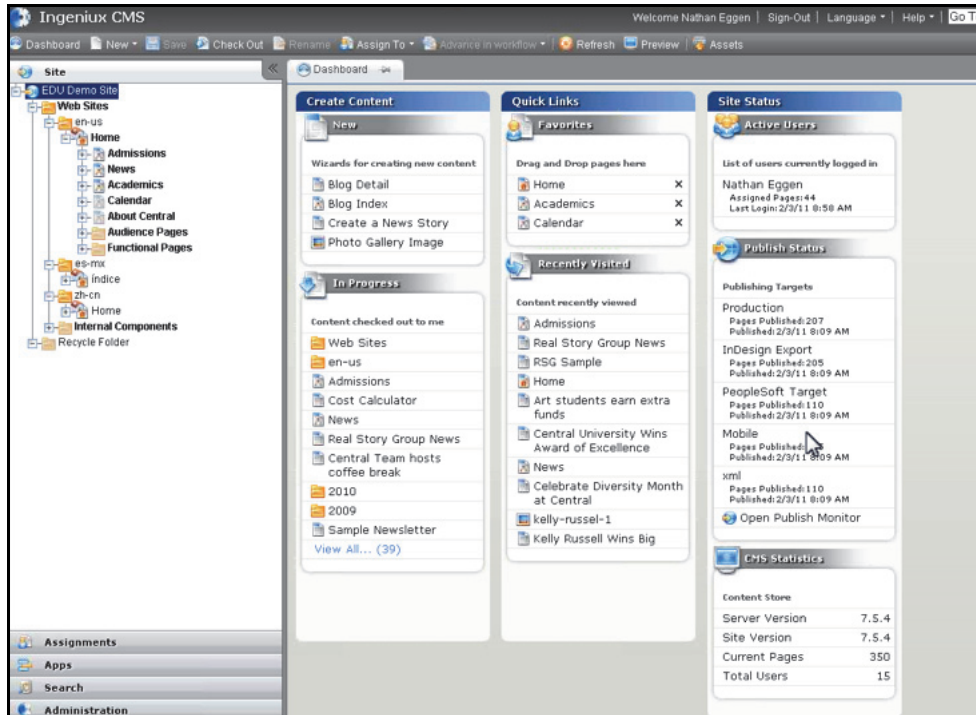 Ingeniux CMS
Welcome Nathan Eggen | Sign-Out | Language | Help | Go T
Dashboard New Save Check Out Rename Assign To Advance in workflow Refresh Preview Assets
Site
EDU Demo Site
Web Sites
en-us
Home
Admissions
News
Academics
Calendar
About Central
Audience Pages
Functional Pages
es-mx
índice
zh-cn
Home
Internal Components
Recycle Folder
Assignments
Apps
Search
Administration
Dashboard
Create Content
New
Wizards for creating new content
Blog Detail
Blog Index
Create a News Story
Photo Gallery Image
In Progress
Content checked out to me
Web Sites
en-us
Admissions
Cost Calculator
News
Real Story Group News
Central Team hosts
coffee break
2010
2009
Sample Newsletter
View All... (39)
Quick Links
Favorites
Drag and Drop pages here
Home x
Academics x
Calendar x
Recently Visited
Content recently viewed
Admissions
Real Story Group News
RSG Sample
Home
Art students earn extra
funds
Central University Wins
Award of Excellence
News
Celebrate Diversity Month
at Central
kelly-russel-1
Kelly Russell Wins Big
Site Status
Active Users
List of users currently logged in
Nathan Eggen
Assigned Pages:44
Last Login:2/3/11 8:58 AM
Publish Status
Publishing Targets
Production
Pages Published:207
Published:2/3/11 8:09 AM
InDesign Export
Pages Published:205
Published:2/3/11 8:09 AM
PeopleSoft Target
Pages Published:110
Published:2/3/11 8:09 AM
Mobile
Pages Published:
Published:2/3/11 8:09 AM
xml
Pages Published:110
Published:2/3/11 8:09 AM
Open Publish Monitor
CMS Statistics
Content Store
Server Version 7.5.4
Site Version 7.5.4
Current Pages 350
Total Users 15